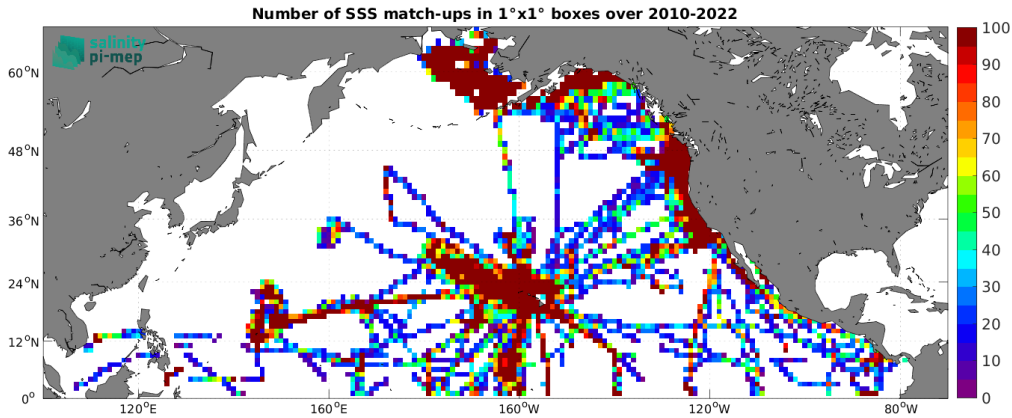 Number of SSS match-ups in 1°x1° boxes over 2010-2022
salinity
pi-mep
60°N
48°N
36°N
24°N
12°N
0°
120°E
160°E
160°W
120°W
80°W
100
90
80
70
60
50
40
30
20
10
0